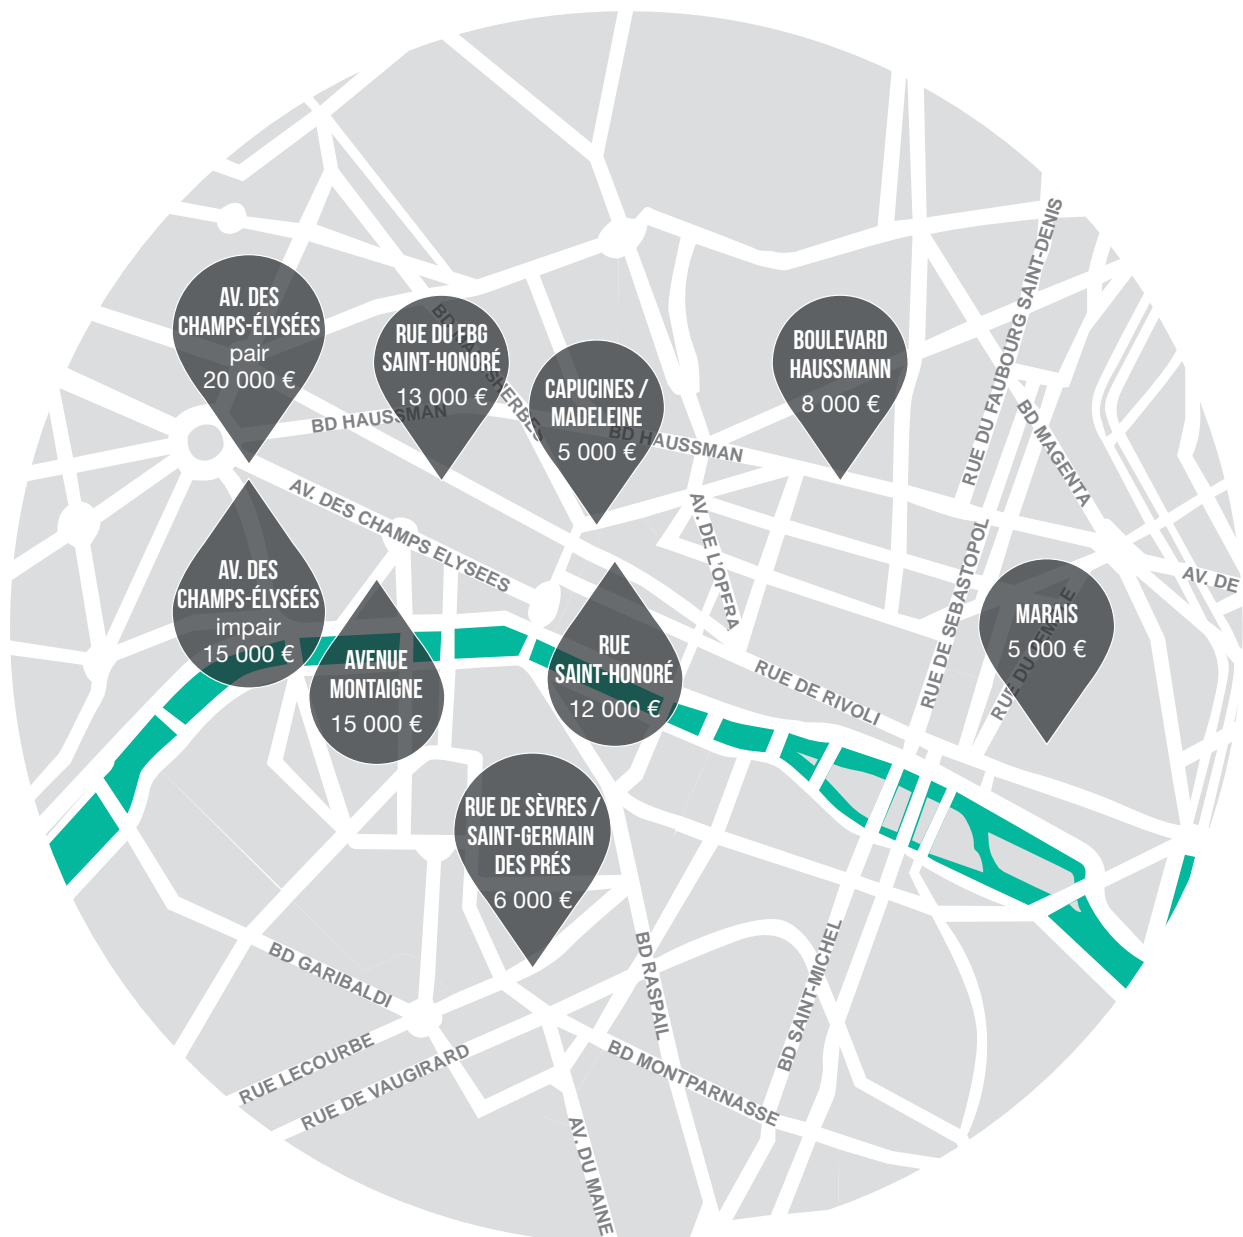 AV. DES
CHAMPS-ÉLYSÉES
pair
20 000 €
RUE DU FBG
SAINT-HONORÉ
13 000 €
CAPUCINES /
MADELEINE
5 000 €
BOULEVARD
HAUSSMANN
8 000 €
RUE DU FAUBOURG SAINT-DENIS
BD HAUSSMAN
BD HAUSSMAN
BD MAGENTA
AV. DES CHAMPS ELYSEES
AV. DE L'OPERA
RUE DE SEBASTOPOL
AV. DE
AV. DES
CHAMPS-ÉLYSÉES
impair
15 000 €
AVENUE
MONTAIGNE
15 000 €
RUE
SAINT-HONORÉ
12 000 €
MARAIS
5 000 €
RUE DE RIVOLI
RUE DU
RUE DE SÈVRES /
SAINT-GERMAIN
DES PRÉS
6 000 €
BD GARIBALDI
BD RASPAIL
BD SAINT-MICHEL
RUE LECOURBE
RUE DE VAUGIRARD
BD MONTPARNASSE
AV. DU MAINE